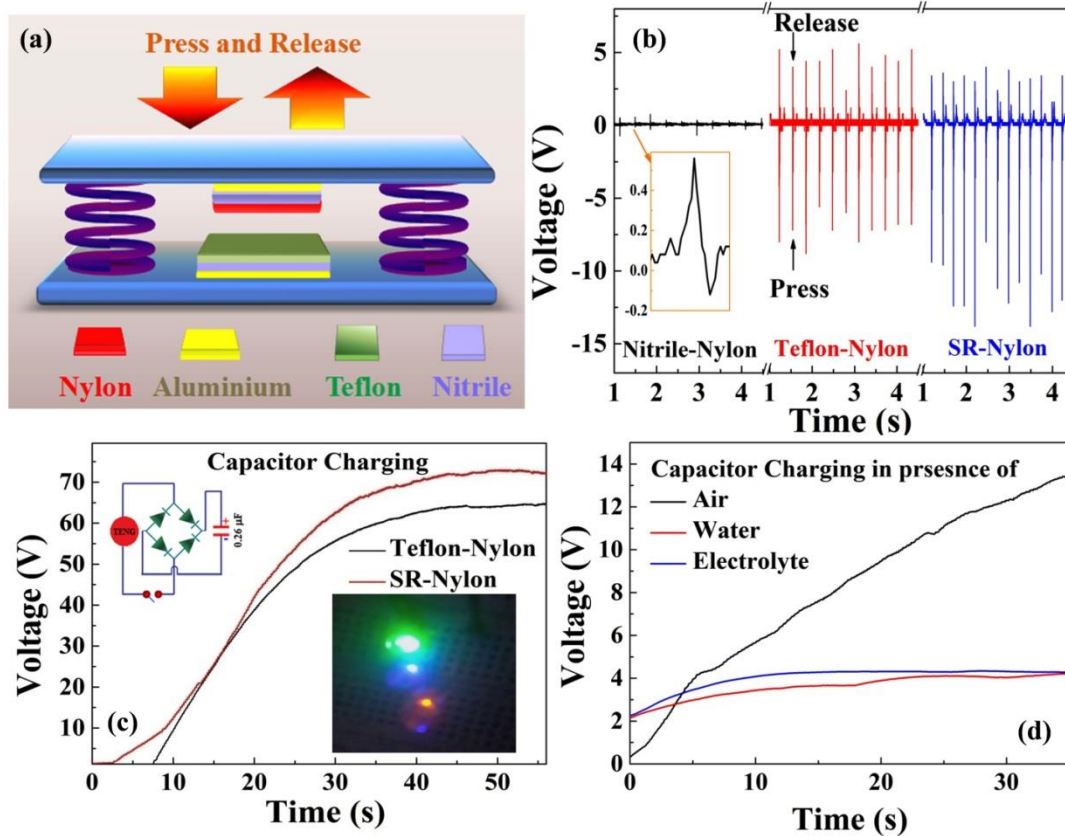 (a)
Press and Release
Nylon Aluminium Teflon Nitrile
(b)
Voltage (V)
5
0
-5
-10
-15
Release
Press
0.4
0.2
0.0
-0.2
Nitrile-Nylon Teflon-Nylon SR-Nylon
1 2 3 4 1 2 3 4 1 2 3 4
Time (s)
Capacitor Charging
Voltage (V)
70
60
50
40
30
20
10
TENG
0.26 µF
Teflon-Nylon
SR-Nylon
(c)
0 10 20 30 40 50
Time (s)
Voltage (V)
14
12
10
8
6
4
2
0
Capacitor Charging in prsesnce of
Air
Water
Electrolyte
(d)
0 10 20 30
Time (s)